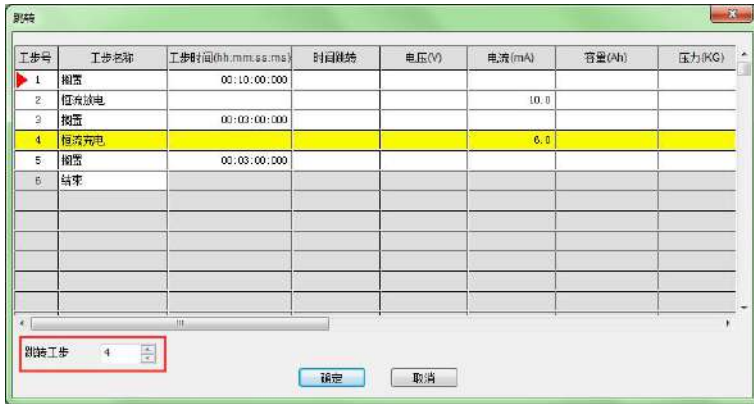 跳转
工步号 工步名称 工步时间(hh:mm:ss:ms) 时间跳转 电压(V) 电流(mA) 容量(Ah) 压力(KG)
1 搁置 00:10:00:000
2 恒流放电 10.0
3 搁置 00:03:00:000
4 恒流充电 6.0
5 搁置 00:03:00:000
6 结束
跳转工步 4
确定 取消